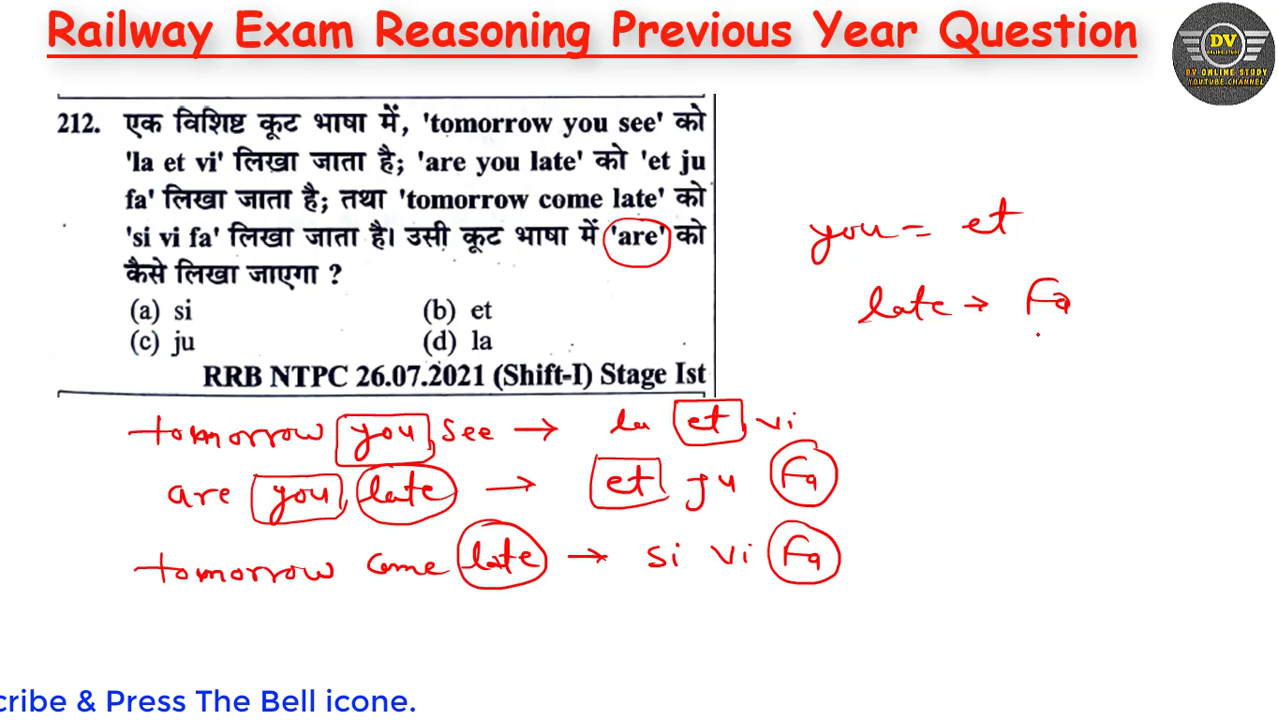 Railway Exam Reasoning Previous Year Question
DV
ONLINE STUDY
DV ONLINE STUDY
YOUTUBE CHANNEL
212. एक विशिष्ट कूट भाषा में, 'tomorrow you see' को
'la et vi' लिखा जाता है; 'are you late' को 'et ju
fa' लिखा जाता है; तथा 'tomorrow come late' को
'si vi fa' लिखा जाता है। उसी कूट भाषा में 'are' को
कैसे लिखा जाएगा ?
(a) si (b) et
(c) ju (d) la
RRB NTPC 26.07.2021 (Shift-I) Stage Ist
you = et
late → Fa
tomorrow you see → la et vi
are you late → et ju Fa
tomorrow come late → si vi Fa
cribe & Press The Bell icone.